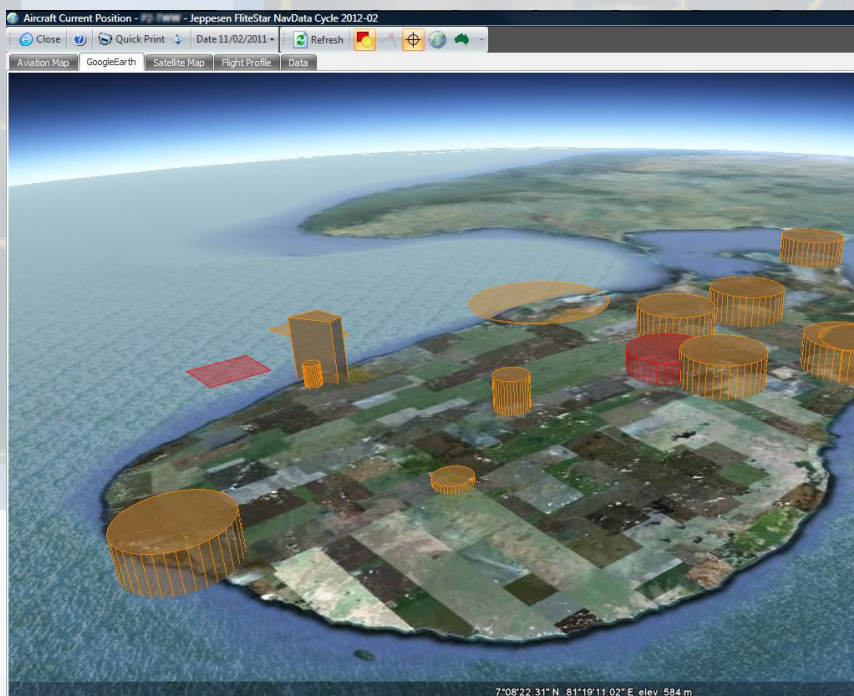 Aircraft Current Position - - Jeppesen FliteStar NavData Cycle 2012-02
Close Quick Print Date 11/02/2011 Refresh
Aviation Map GoogleEarth Satellite Map Flight Profile Data
7°08'22.31" N 81°19'11.02" E elev 584 m